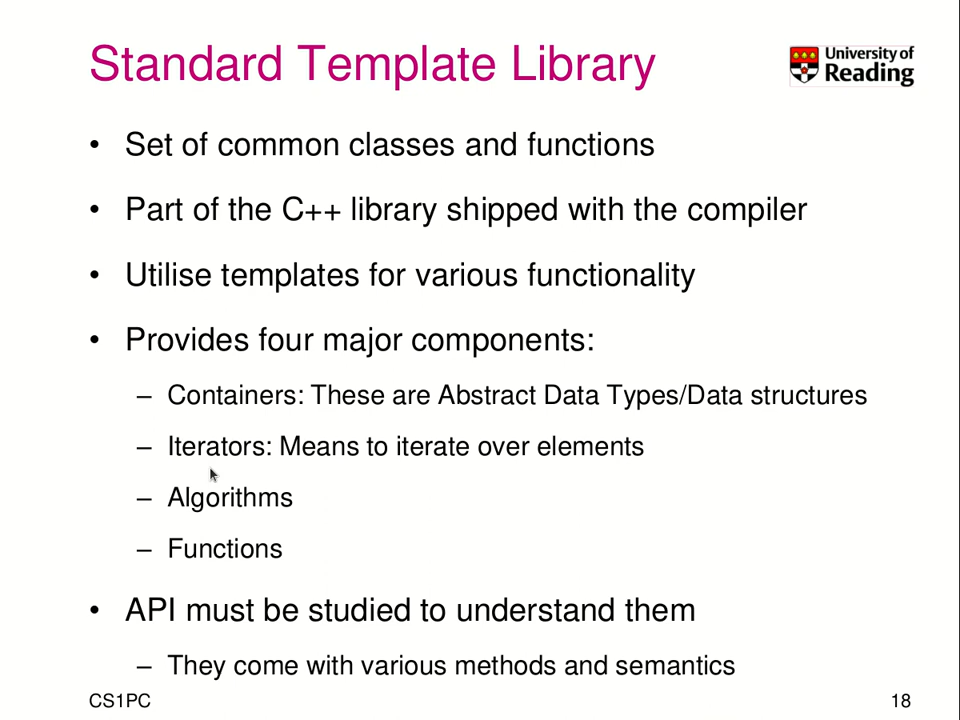 Standard Template Library
University of
Reading
• Set of common classes and functions
• Part of the C++ library shipped with the compiler
• Utilise templates for various functionality
• Provides four major components:
– Containers: These are Abstract Data Types/Data structures
– Iterators: Means to iterate over elements
– Algorithms
– Functions
• API must be studied to understand them
– They come with various methods and semantics
CS1PC
18